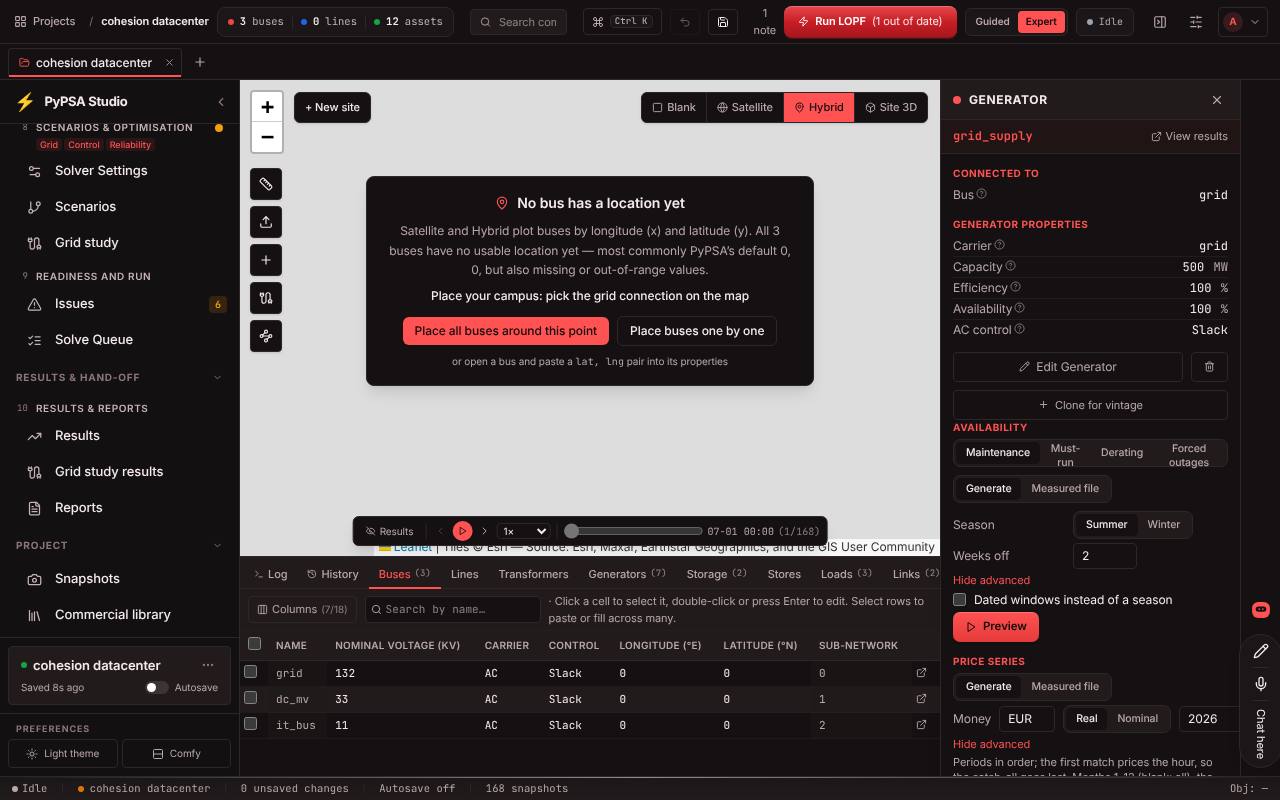 Projects / cohesion datacenter
3 buses 0 lines 12 assets
Search con
Ctrl K
1 note
Run LOPF (1 out of date)
Guided Expert
Idle
A
cohesion datacenter
PyPSA Studio
8 SCENARIOS & OPTIMISATION
Grid Control Reliability
Solver Settings
Scenarios
Grid study
9 READINESS AND RUN
Issues 6
Solve Queue
RESULTS & HAND-OFF
10 RESULTS & REPORTS
Results
Grid study results
Reports
PROJECT
Snapshots
Commercial library
cohesion datacenter
Saved 8s ago Autosave
PREFERENCES
Light theme Comfy
+
−
+ New site
Blank Satellite Hybrid Site 3D
No bus has a location yet
Satellite and Hybrid plot buses by longitude (x) and latitude (y). All 3
buses have no usable location yet — most commonly PyPSA's default 0,
0, but also missing or out-of-range values.
Place your campus: pick the grid connection on the map
Place all buses around this point Place buses one by one
or open a bus and paste a lat, lng pair into its properties
Results 1× 07-01 00:00 (1/168)
Leaflet | Tiles © Esri — Source: Esri, Maxar, Earthstar Geographics, and the GIS User Community
Log History Buses (3) Lines Transformers Generators (7) Storage (2) Stores Loads (3) Links (2)
Columns (7/18) Search by name…
· Click a cell to select it, double-click or press Enter to edit. Select rows to
paste or fill across many.
NAME NOMINAL VOLTAGE (KV) CARRIER CONTROL LONGITUDE (°E) LATITUDE (°N) SUB-NETWORK
grid 132 AC Slack 0 0 0
dc_mv 33 AC Slack 0 0 1
it_bus 11 AC Slack 0 0 2
GENERATOR
grid_supply View results
CONNECTED TO
Bus grid
GENERATOR PROPERTIES
Carrier grid
Capacity 500 MW
Efficiency 100 %
Availability 100 %
AC control Slack
Edit Generator
Clone for vintage
AVAILABILITY
Maintenance Must-run Derating Forced outages
Generate Measured file
Season Summer Winter
Weeks off 2
Hide advanced
Dated windows instead of a season
Preview
PRICE SERIES
Generate Measured file
Money EUR Real Nominal 2026
Hide advanced
Periods in order; the first match prices the hour, so
Chat here
Idle cohesion datacenter 0 unsaved changes Autosave off 168 snapshots Obj: —